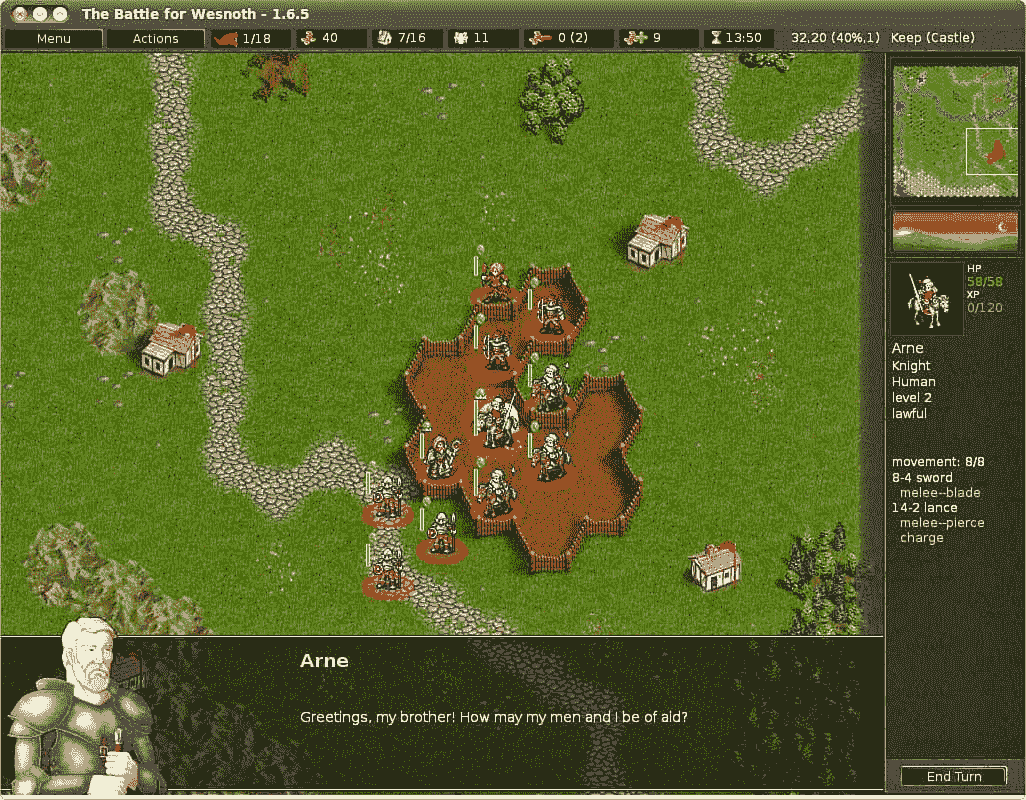 The Battle for Wesnoth - 1.6.5
Menu Actions 1/18 40 7/16 11 0 (2) 9 13:50 32,20 (40%,1) Keep (Castle)
HP
58/58
XP
0/120
Arne
Knight
Human
level 2
lawful
movement: 8/8
8-4 sword
melee--blade
14-2 lance
melee--pierce
charge
Arne
Greetings, my brother! How may my men and I be of aid?
End Turn